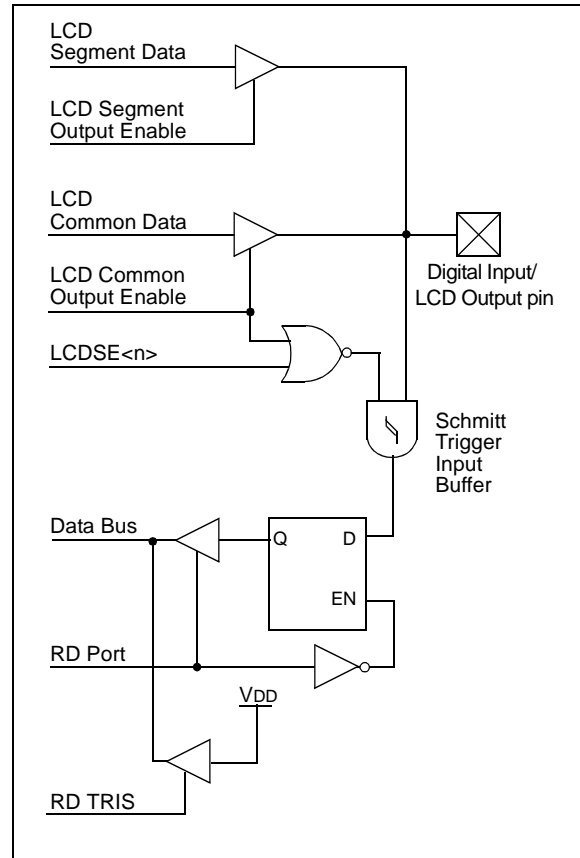 LCD
Segment Data
LCD Segment
Output Enable
LCD
Common Data
Digital Input/
LCD Output pin
LCD Common
Output Enable
LCDSE<n>
Schmitt
Trigger
Input
Buffer
Data Bus
Q
D
EN
RD Port
VDD
RD TRIS